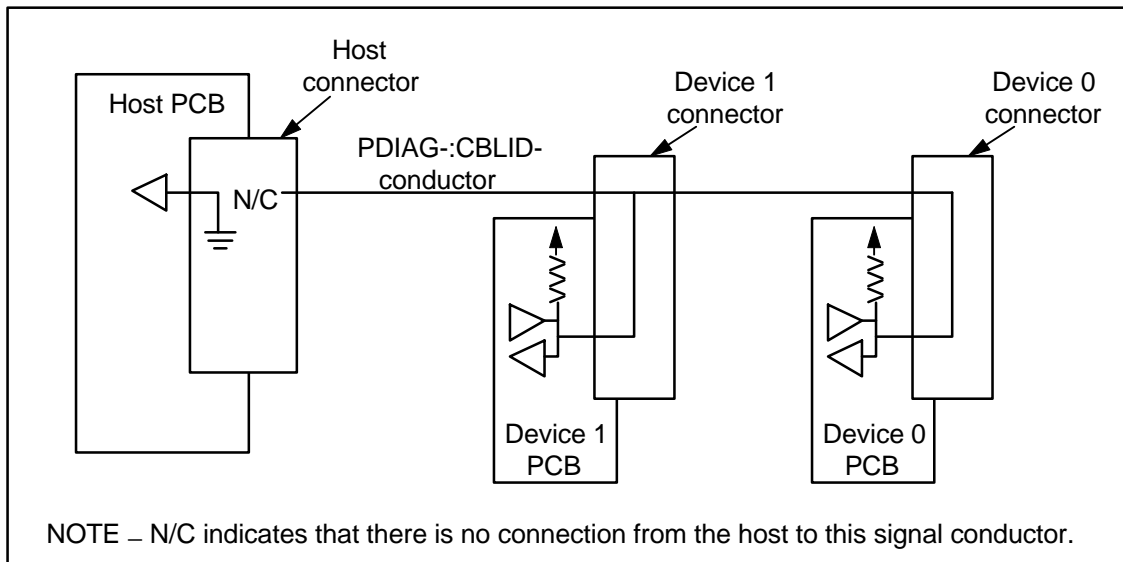 Host
connector
Host PCB
Device 1
connector
Device 0
connector
PDIAG-:CBLID-
conductor
N/C
Device 1
PCB
Device 0
PCB
NOTE – N/C indicates that there is no connection from the host to this signal conductor.